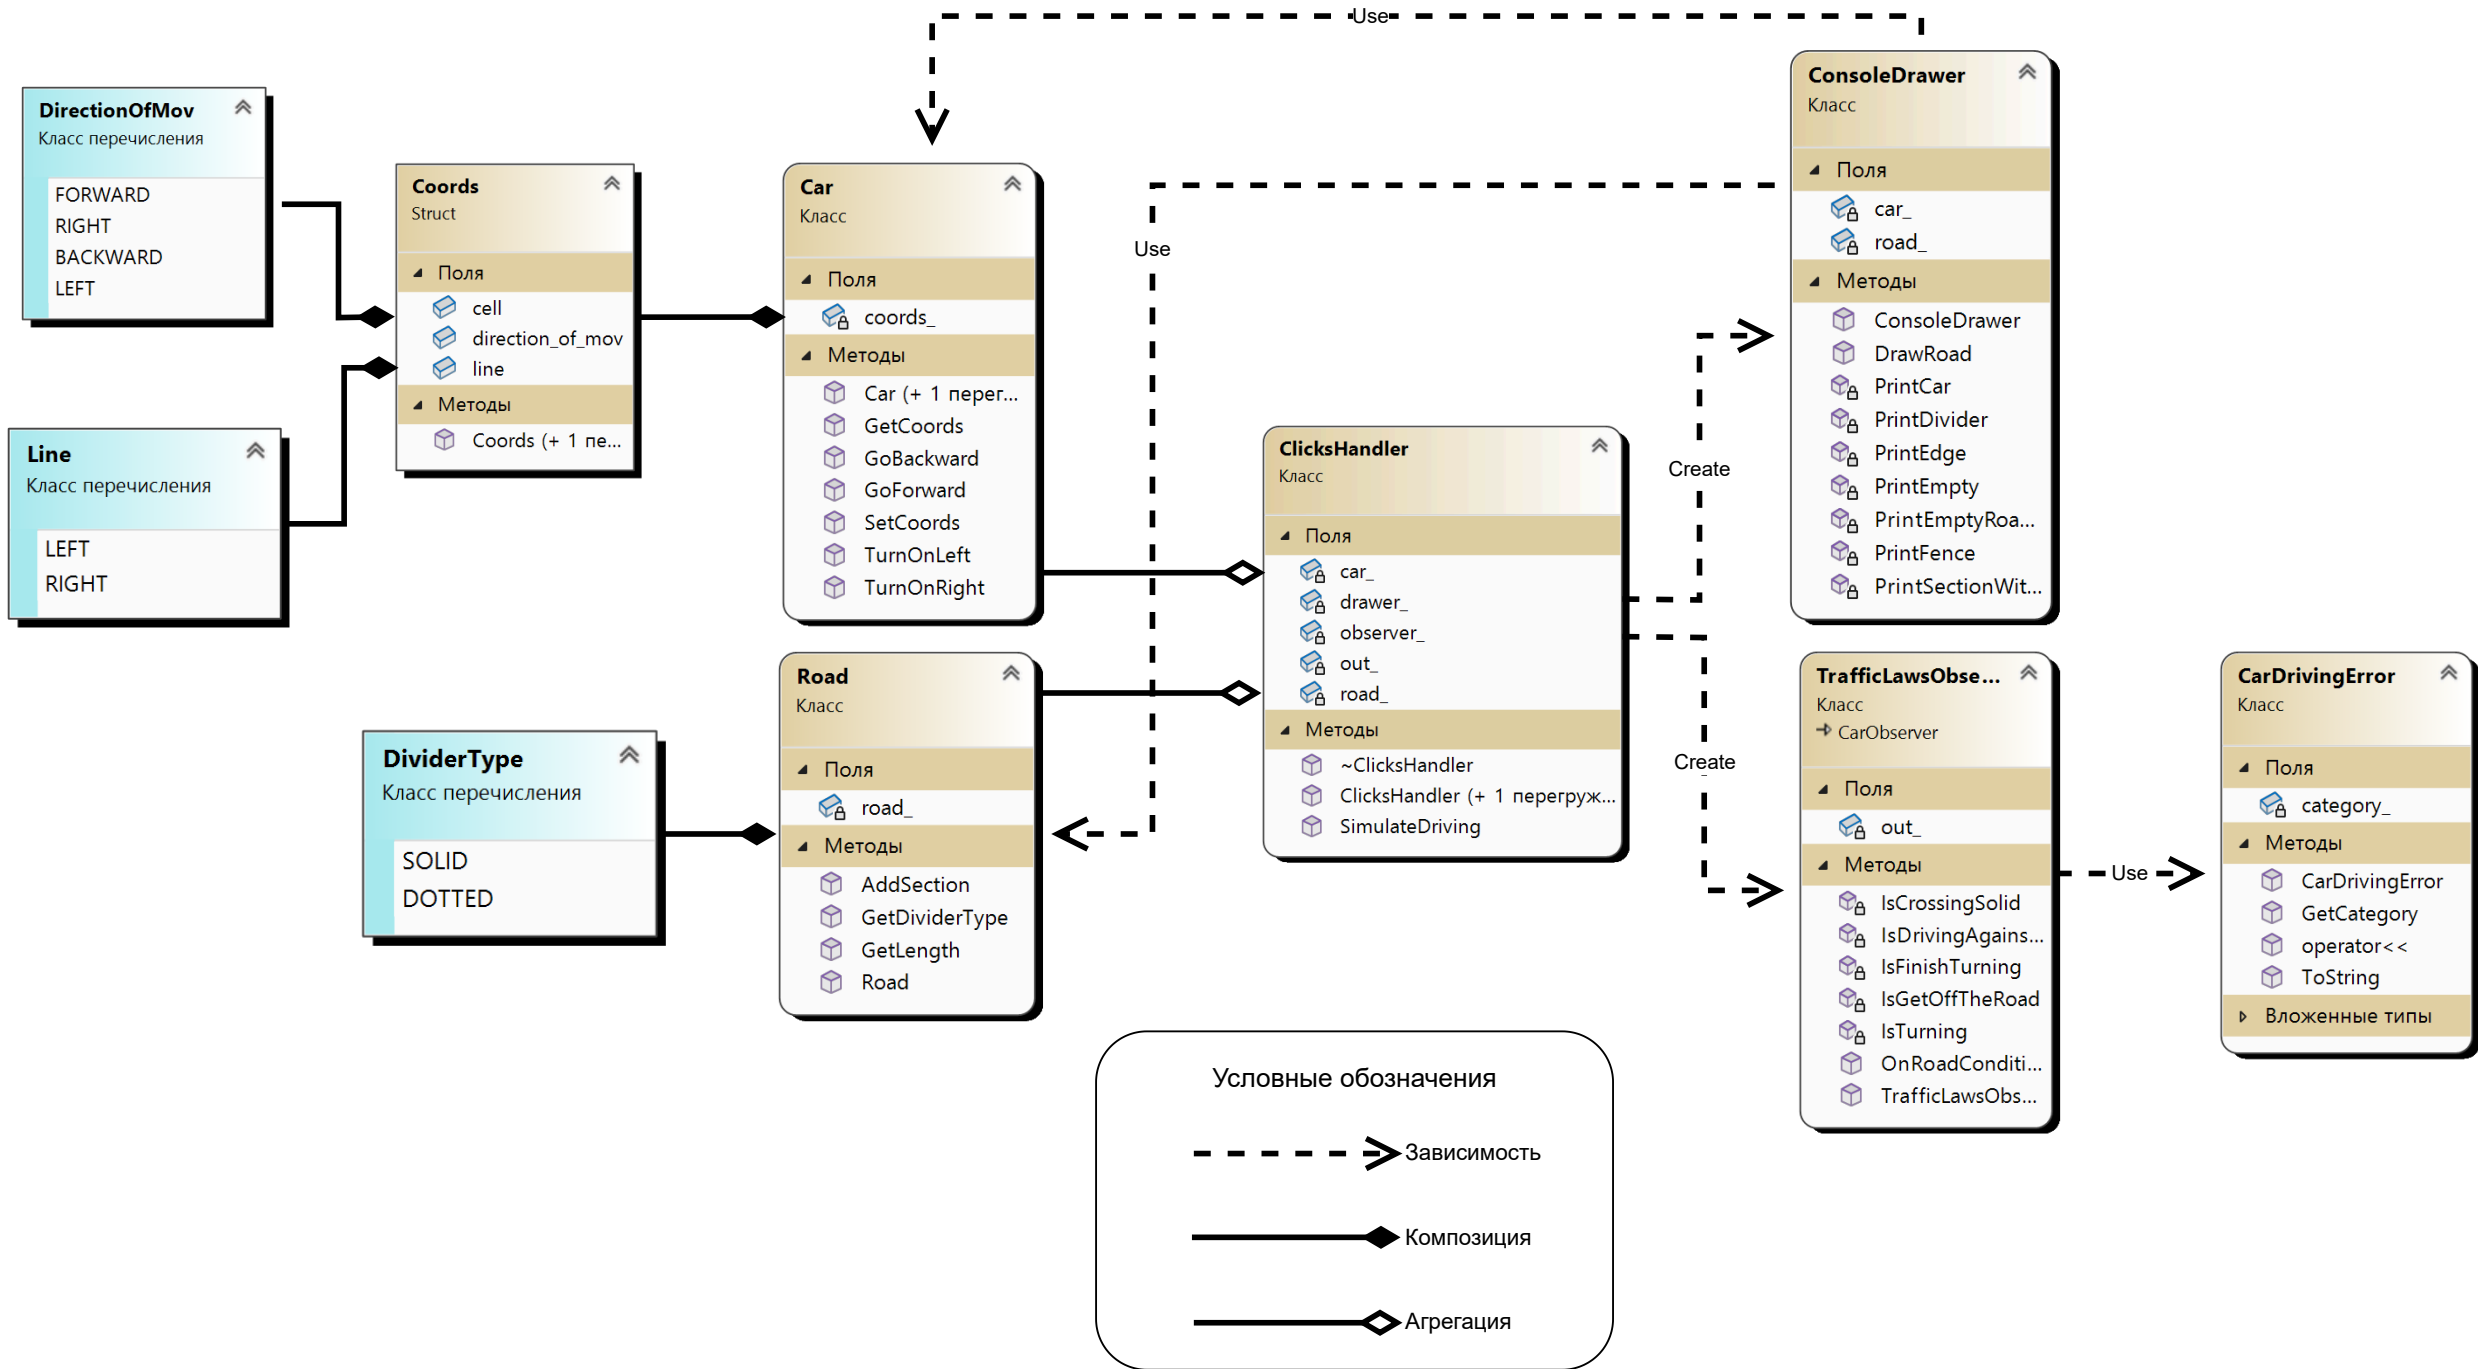 Use
DirectionOfMov
Класс перечисления
FORWARD
RIGHT
BACKWARD
LEFT
Line
Класс перечисления
LEFT
RIGHT
Coords
Struct
Поля
cell
direction_of_mov
line
Методы
Coords (+ 1 пе...
Car
Класс
Поля
coords_
Методы
Car (+ 1 перег...
GetCoords
GoBackward
GoForward
SetCoords
TurnOnLeft
TurnOnRight
Use
DividerType
Класс перечисления
SOLID
DOTTED
Road
Класс
Поля
road_
Методы
AddSection
GetDividerType
GetLength
Road
ClicksHandler
Класс
Поля
car_
drawer_
observer_
out_
road_
Методы
~ClicksHandler
ClicksHandler (+ 1 перегруж...
SimulateDriving
Create
Create
ConsoleDrawer
Класс
Поля
car_
road_
Методы
ConsoleDrawer
DrawRoad
PrintCar
PrintDivider
PrintEdge
PrintEmpty
PrintEmptyRoa...
PrintFence
PrintSectionWit...
TrafficLawsObse...
Класс
CarObserver
Поля
out_
Методы
IsCrossingSolid
IsDrivingAgains...
IsFinishTurning
IsGetOffTheRoad
IsTurning
OnRoadConditi...
TrafficLawsObs...
Use
CarDrivingError
Класс
Поля
category_
Методы
CarDrivingError
GetCategory
operator<<
ToString
Вложенные типы
Условные обозначения
Зависимость
Композиция
Агрегация